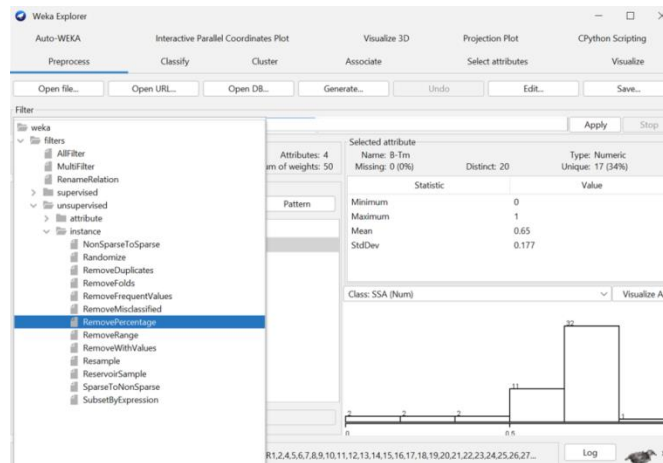 Weka Explorer
Auto-WEKA Interactive Parallel Coordinates Plot Visualize 3D Projection Plot CPython Scripting
Preprocess Classify Cluster Associate Select attributes Visualize
Open file... Open URL... Open DB... Generate... Undo Edit... Save...
Filter
weka
filters
AllFilter
MultiFilter
RenameRelation
supervised
unsupervised
attribute
instance
NonSparseToSparse
Randomize
RemoveDuplicates
RemoveFolds
RemoveFrequentValues
RemoveMisclassified
RemovePercentage
RemoveRange
RemoveWithValues
Resample
ReservoirSample
SparseToNonSparse
SubsetByExpression
Apply Stop
Attributes: 4
m of weights: 50
Pattern
Selected attribute
Name: B-Tm Type: Numeric
Missing: 0 (0%) Distinct: 20 Unique: 17 (34%)
Statistic Value
Minimum 0
Maximum 1
Mean 0.65
StdDev 0.177
Class: SSA (Num) Visualize A
32
11
2 2 2 1
0 0.5
R1,2,4,5,6,7,8,9,10,11,12,13,14,15,16,17,18,19,20,21,22,23,24,25,26,27...
Log